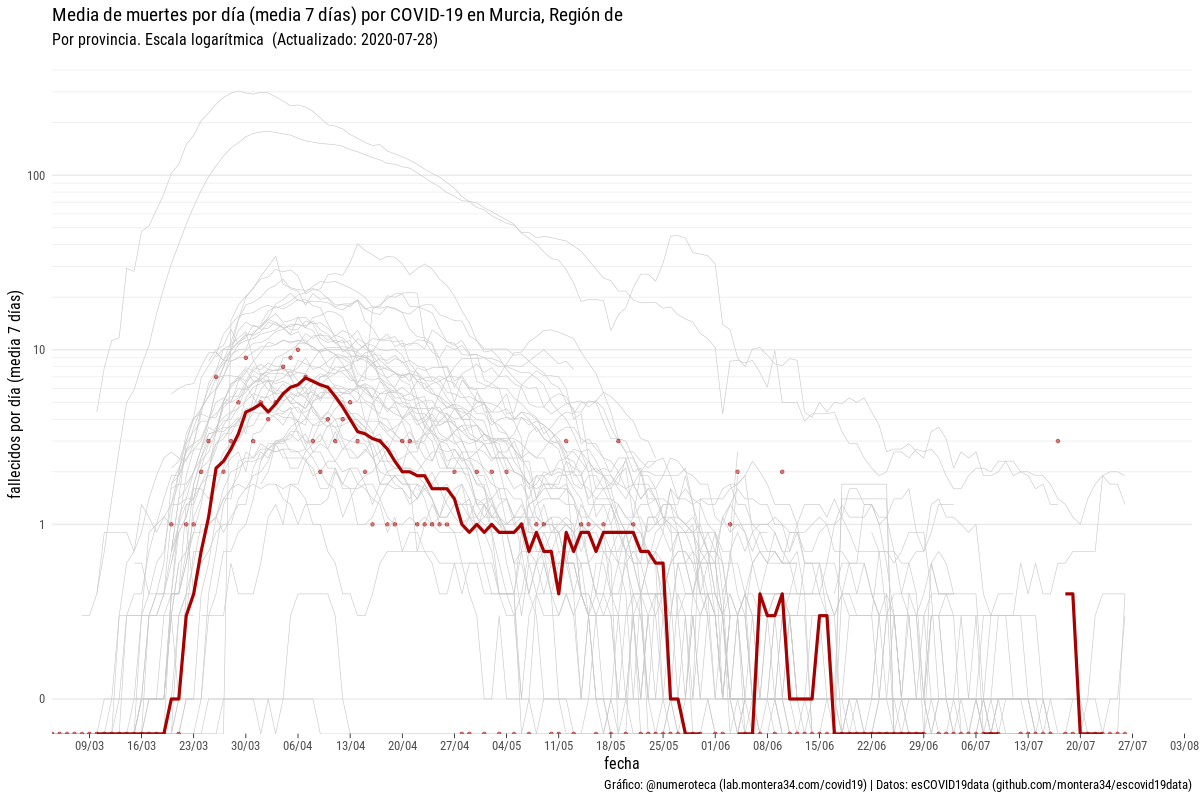 Media de muertes por día (media 7 días) por COVID-19 en Murcia, Región de
Por provincia. Escala logarítmica (Actualizado: 2020-07-28)
fallecidos por día (media 7 días)
100
10
1
0
09/03 16/03 23/03 30/03 06/04 13/04 20/04 27/04 04/05 11/05 18/05 25/05 01/06 08/06 15/06 22/06 29/06 06/07 13/07 20/07 27/07 03/08
fecha
Gráfico: @numeroteca (lab.montera34.com/covid19) | Datos: esCOVID19data (github.com/montera34/escovid19data)